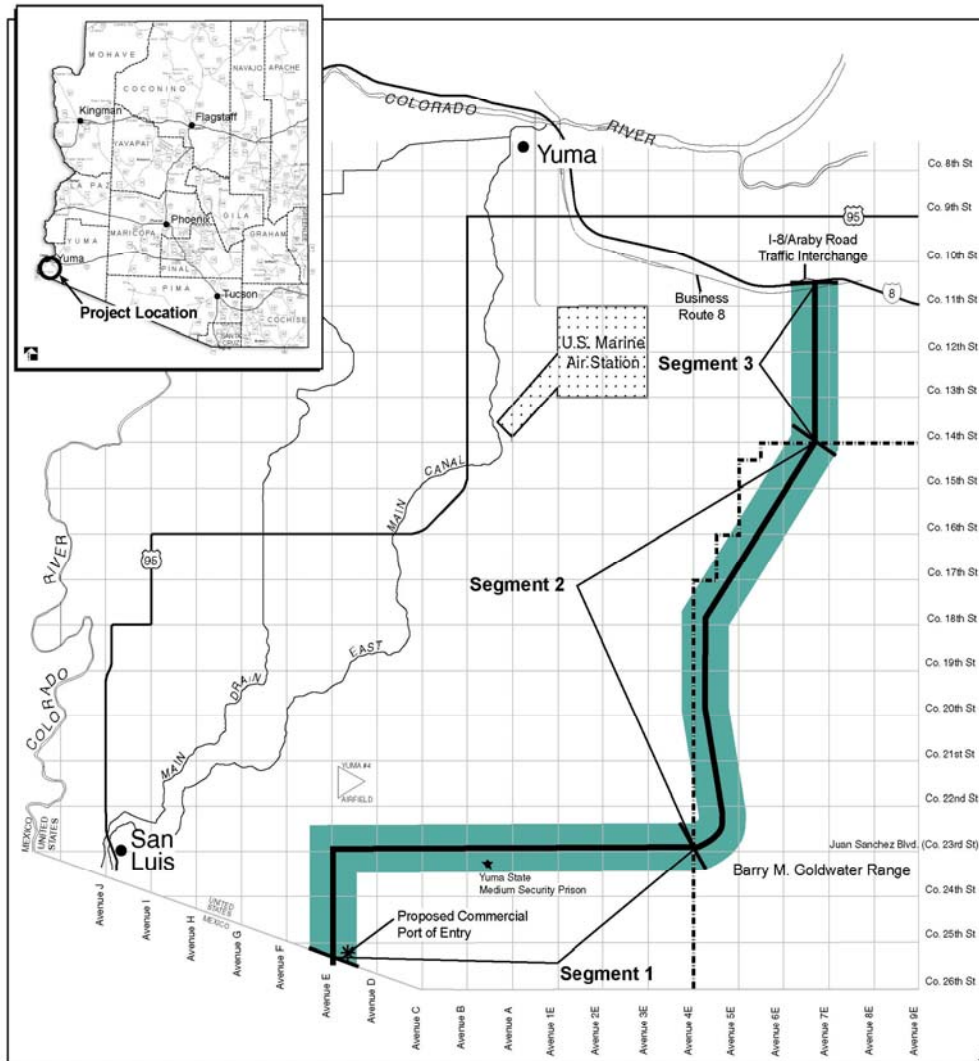 MOHAVE
COCONINO
NAVAJO
APACHE
Kingman
Flagstaff
YAVAPAI
LA PAZ
Phoenix
GILA
MARICOPA
GRAHAM
YUMA
Yuma
PINAL
PIMA
Tucson
Project Location
SANTA
CRUZ
COCHISE
COLORADO
RIVER
Yuma
Co. 8th St
Co. 9th St
95
I-8/Araby Road
Traffic Interchange
Co. 10th St
Business
Route 8
8
Co. 11th St
U.S. Marine
Air Station
Segment 3
Co. 12th St
Co. 13th St
Co. 14th St
MAIN
CANAL
Co. 15th St
Co. 16th St
95
RIVER
Segment 2
Co. 17th St
Co. 18th St
EAST
Co. 19th St
COLORADO
DRAIN
Co. 20th St
MAIN
Co. 21st St
YUMA #4
AIRFIELD
Co. 22nd St
MEXICO
UNITED
STATES
San
Luis
Juan Sanchez Blvd. (Co. 23rd St)
Yuma State
Medium Security Prison
Barry M. Goldwater Range
Co. 24th St
UNITED
STATES
MEXICO
Proposed Commercial
Port of Entry
Co. 25th St
Segment 1
Co. 26th St
Avenue J
Avenue I
Avenue H
Avenue G
Avenue F
Avenue E
Avenue D
Avenue C
Avenue B
Avenue A
Avenue 1E
Avenue 2E
Avenue 3E
Avenue 4E
Avenue 5E
Avenue 6E
Avenue 7E
Avenue 8E
Avenue 9E